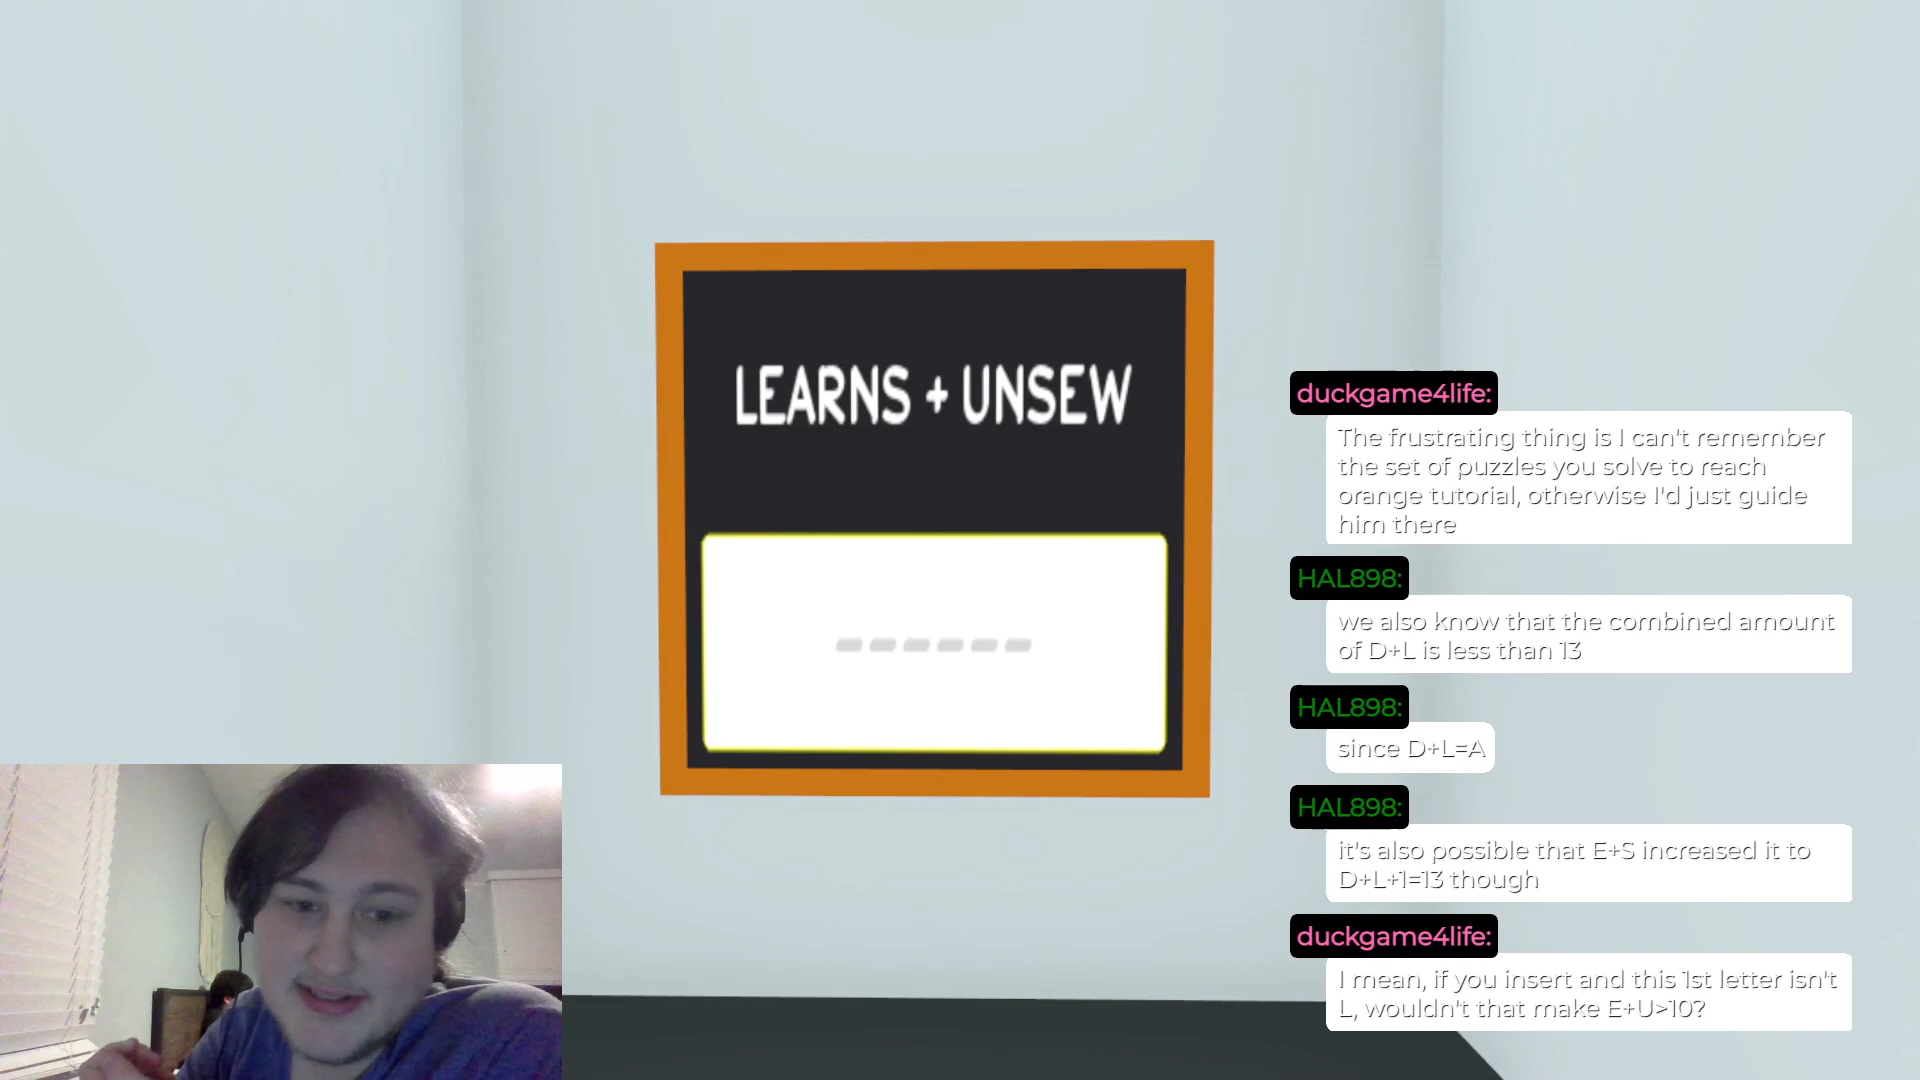 LEARNS + UNSEW
duckgame4life:
The frustrating thing is I can't remember
the set of puzzles you solve to reach
orange tutorial, otherwise I'd just guide
him there
HAL898:
we also know that the combined amount
of D+L is less than 13
HAL898:
since D+L=A
HAL898:
it's also possible that E+S increased it to
D+L+1=13 though
duckgame4life:
I mean, if you insert and this 1st letter isn't
L, wouldn't that make E+U>10?